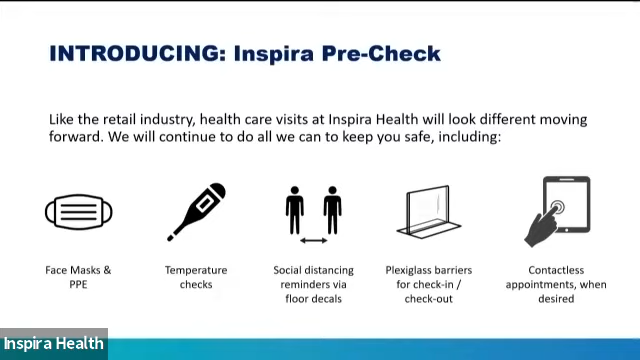 INTRODUCING: Inspira Pre-Check
Like the retail industry, health care visits at Inspira Health will look different moving
forward. We will continue to do all we can to keep you safe, including:
Face Masks &
PPE
Temperature
checks
Social distancing
reminders via
floor decals
Plexiglass barriers
for check-in /
check-out
Contactless
appointments, when
desired
Inspira Health